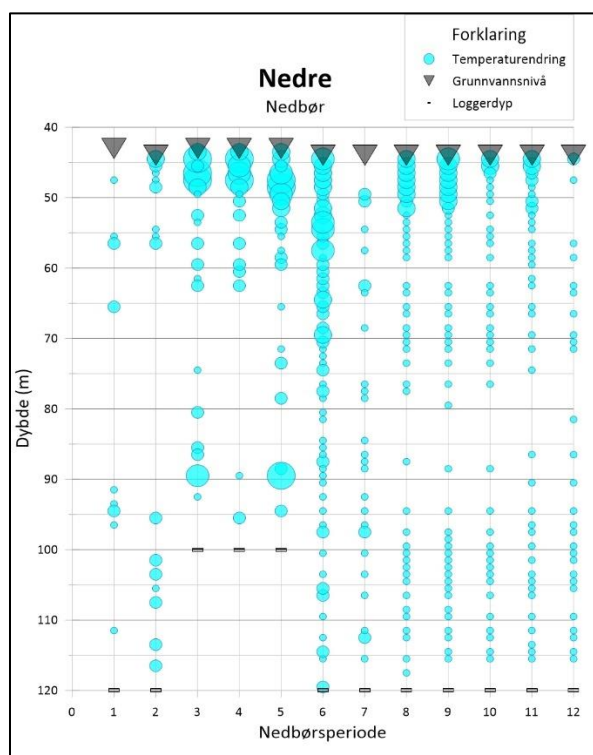 Forklaring
Temperaturendring
Grunnvannsnivå
Loggerdyp
Nedre
Nedbør
40
50
60
70
80
90
100
110
120
Dybde (m)
0 1 2 3 4 5 6 7 8 9 10 11 12
Nedbørsperiode